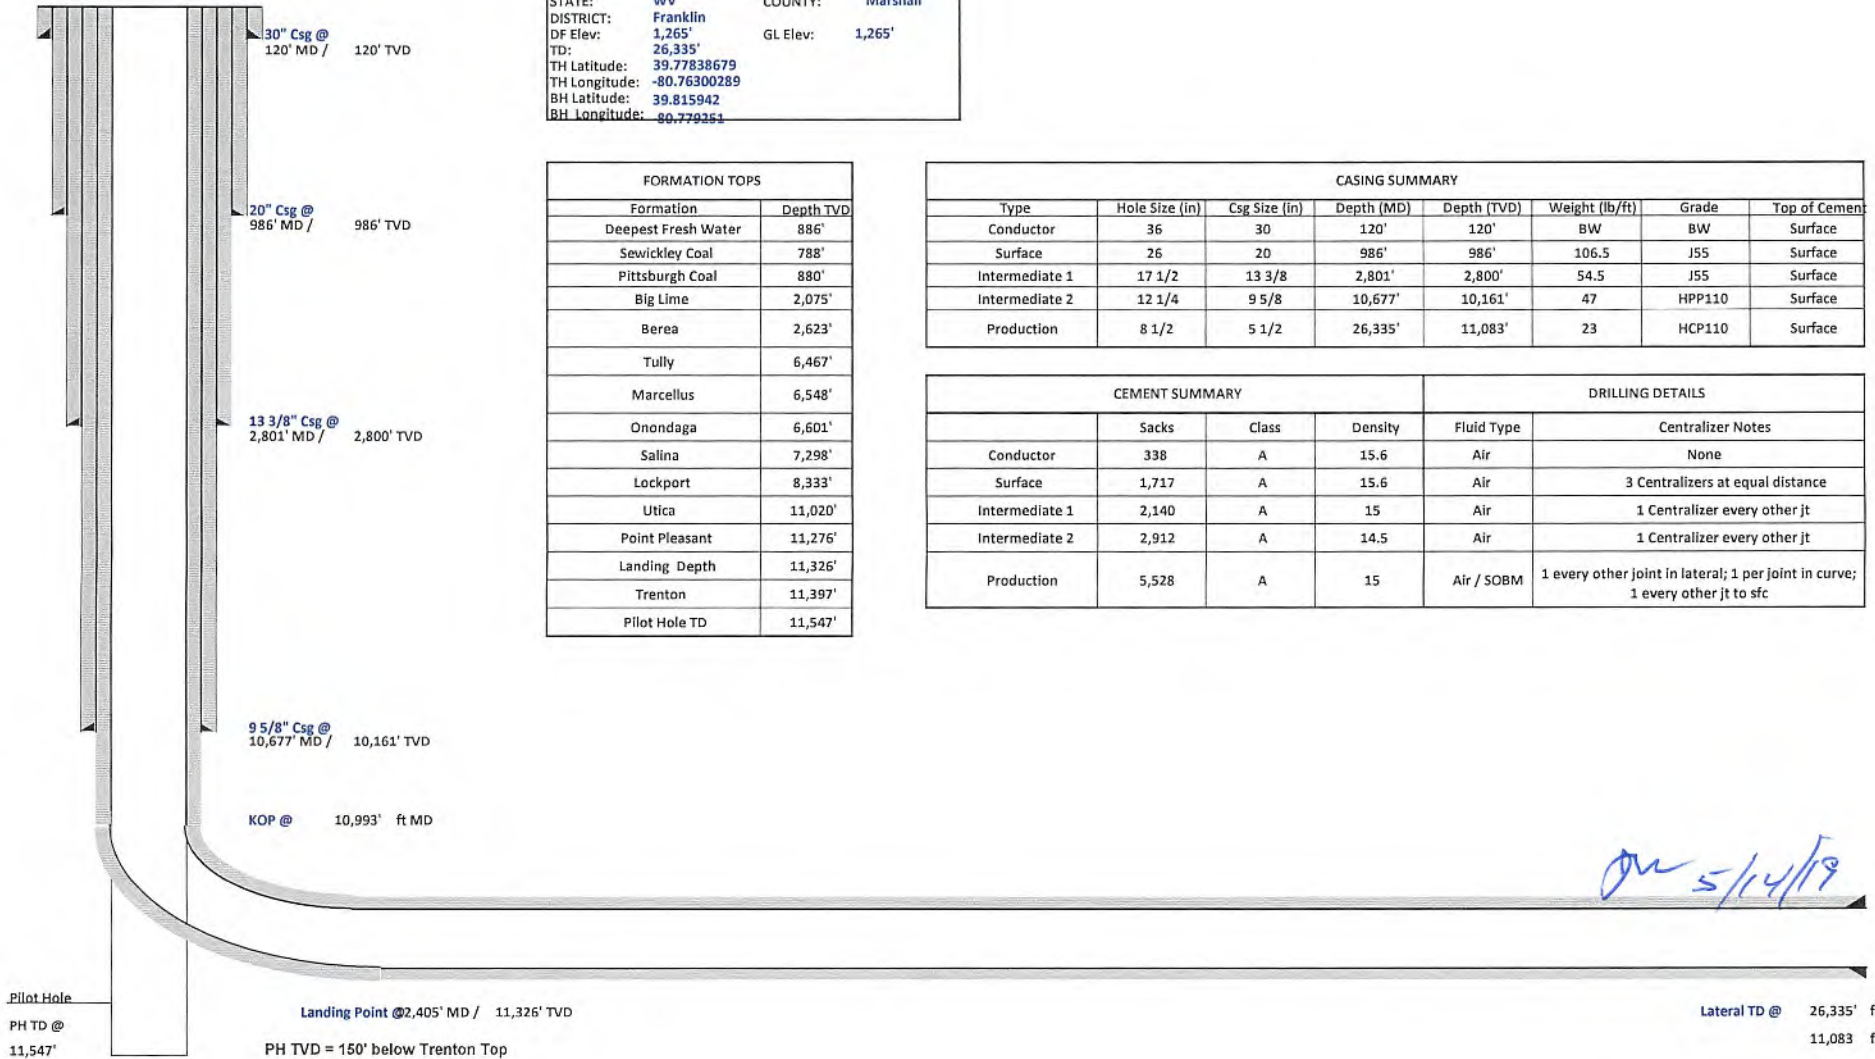 STATE: WV COUNTY: Marshall
DISTRICT: Franklin
DF Elev: 1,265' GL Elev: 1,265'
TD: 26,335'
TH Latitude: 39.77838679
TH Longitude: -80.76300289
BH Latitude: 39.815942
BH Longitude: -80.779251
30" Csg @
120' MD / 120' TVD
20" Csg @
986' MD / 986' TVD
13 3/8" Csg @
2,801' MD / 2,800' TVD
9 5/8" Csg @
10,677' MD / 10,161' TVD
KOP @ 10,993' ft MD
FORMATION TOPS
Formation Depth TVD
Deepest Fresh Water 886'
Sewickley Coal 788'
Pittsburgh Coal 880'
Big Lime 2,075'
Berea 2,623'
Tully 6,467'
Marcellus 6,548'
Onondaga 6,601'
Salina 7,298'
Lockport 8,333'
Utica 11,020'
Point Pleasant 11,276'
Landing Depth 11,326'
Trenton 11,397'
Pilot Hole TD 11,547'
CASING SUMMARY
Type Hole Size (in) Csg Size (in) Depth (MD) Depth (TVD) Weight (lb/ft) Grade Top of Cement
Conductor 36 30 120' 120' BW BW Surface
Surface 26 20 986' 986' 106.5 J55 Surface
Intermediate 1 17 1/2 13 3/8 2,801' 2,800' 54.5 J55 Surface
Intermediate 2 12 1/4 9 5/8 10,677' 10,161' 47 HPP110 Surface
Production 8 1/2 5 1/2 26,335' 11,083' 23 HCP110 Surface
CEMENT SUMMARY DRILLING DETAILS
Sacks Class Density Fluid Type Centralizer Notes
Conductor 338 A 15.6 Air None
Surface 1,717 A 15.6 Air 3 Centralizers at equal distance
Intermediate 1 2,140 A 15 Air 1 Centralizer every other jt
Intermediate 2 2,912 A 14.5 Air 1 Centralizer every other jt
Production 5,528 A 15 Air / SOBM 1 every other joint in lateral; 1 per joint in curve;
1 every other jt to sfc
5/14/19
Pilot Hole
PH TD @
11,547'
Landing Point @2,405' MD / 11,326' TVD
PH TVD = 150' below Trenton Top
Lateral TD @ 26,335' f
11,083 f